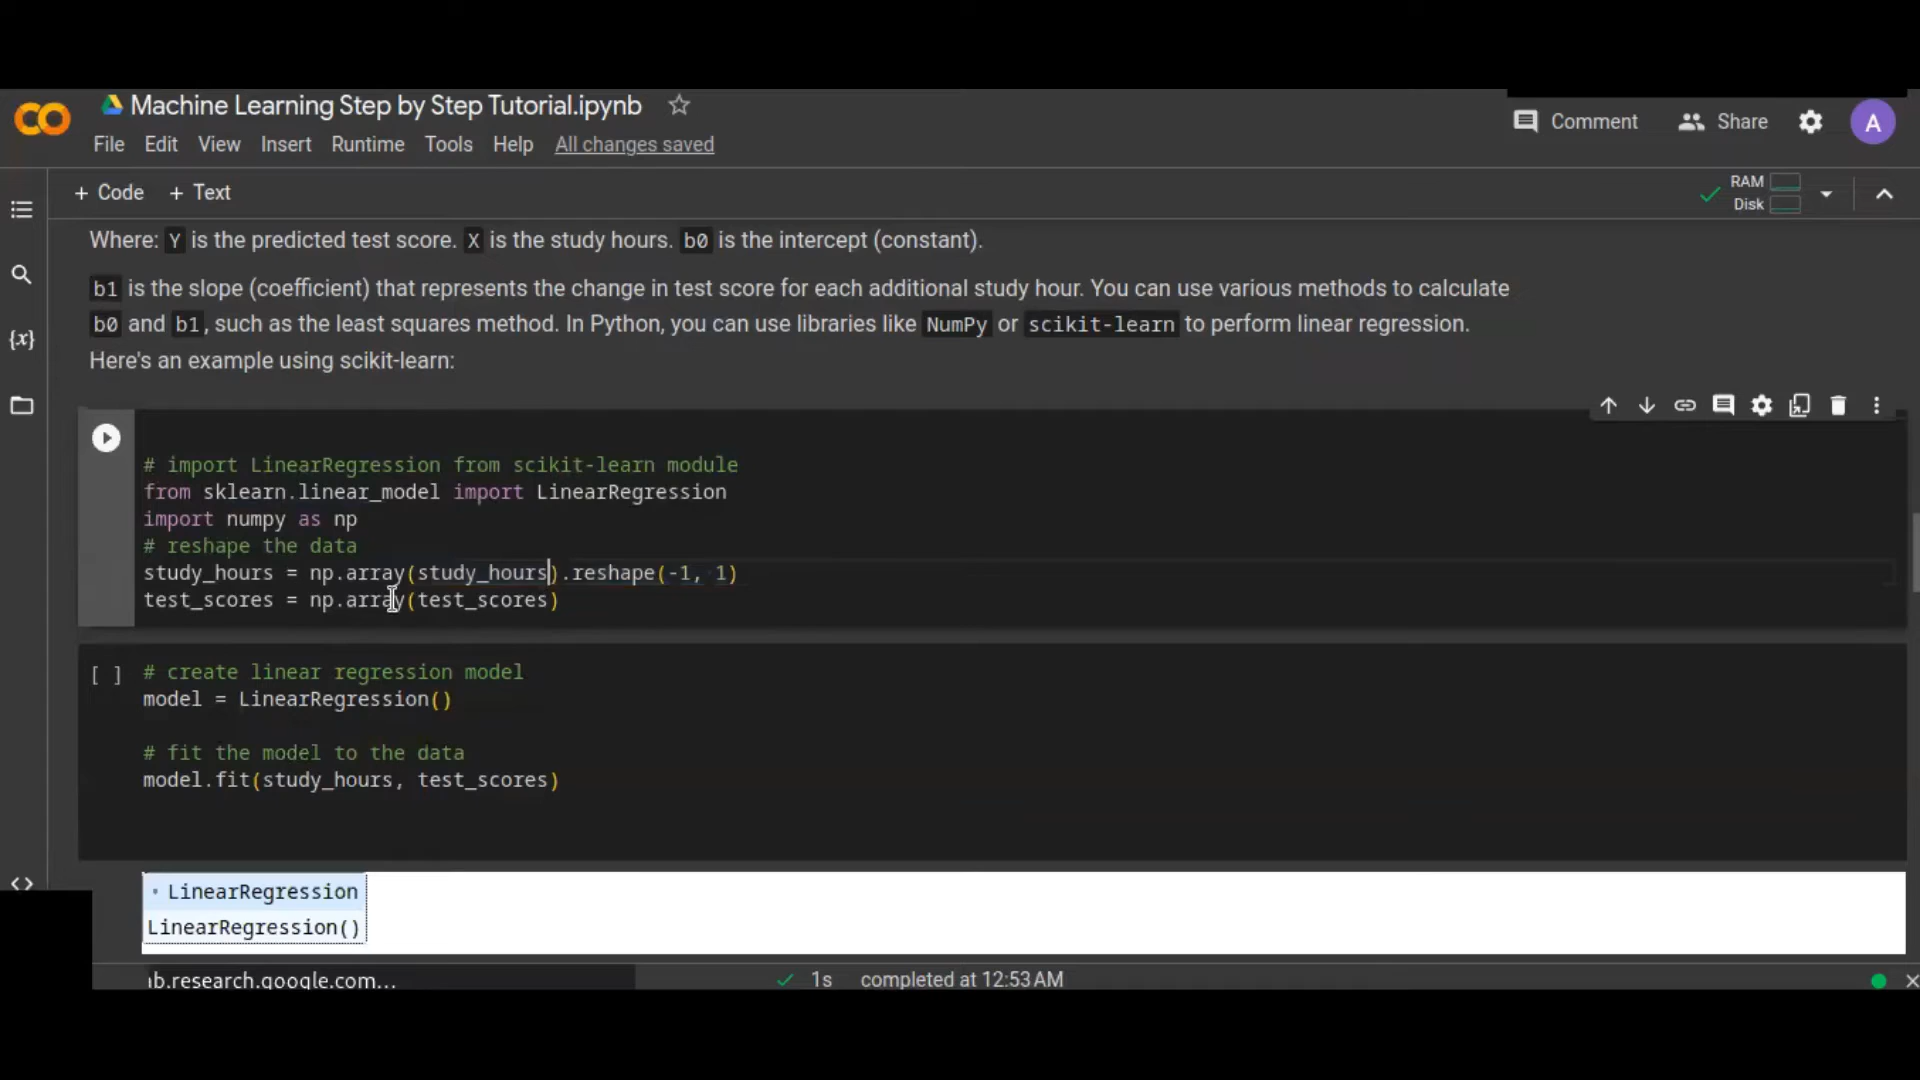 Machine Learning Step by Step Tutorial.ipynb
Comment
Share
A
File Edit View Insert Runtime Tools Help All changes saved
+ Code + Text
RAM
Disk
Where: Y is the predicted test score. X is the study hours. b0 is the intercept (constant).
b1 is the slope (coefficient) that represents the change in test score for each additional study hour. You can use various methods to calculate
b0 and b1, such as the least squares method. In Python, you can use libraries like NumPy or scikit-learn to perform linear regression.
Here's an example using scikit-learn:
# import LinearRegression from scikit-learn module
from sklearn.linear_model import LinearRegression
import numpy as np
# reshape the data
study_hours = np.array(study_hours).reshape(-1, 1)
test_scores = np.array(test_scores)
[ ] # create linear regression model
model = LinearRegression()
# fit the model to the data
model.fit(study_hours, test_scores)
LinearRegression
LinearRegression()
b.research.google.com...
1s completed at 12:53 AM